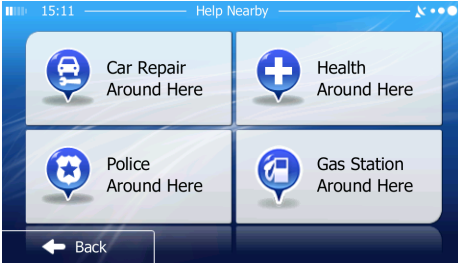 15:11 Help Nearby
Car Repair
Around Here
Health
Around Here
Police
Around Here
Gas Station
Around Here
Back